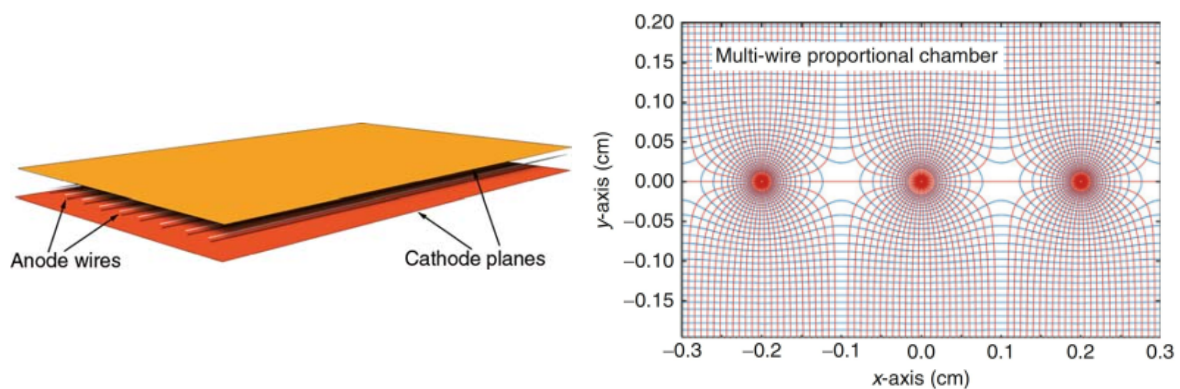 Anode wires
Cathode planes
Multi-wire proportional chamber
y-axis (cm)
0.20
0.15
0.10
0.05
0.00
−0.05
−0.10
−0.15
−0.3 −0.2 −0.1 0.0 0.1 0.2 0.3
x-axis (cm)